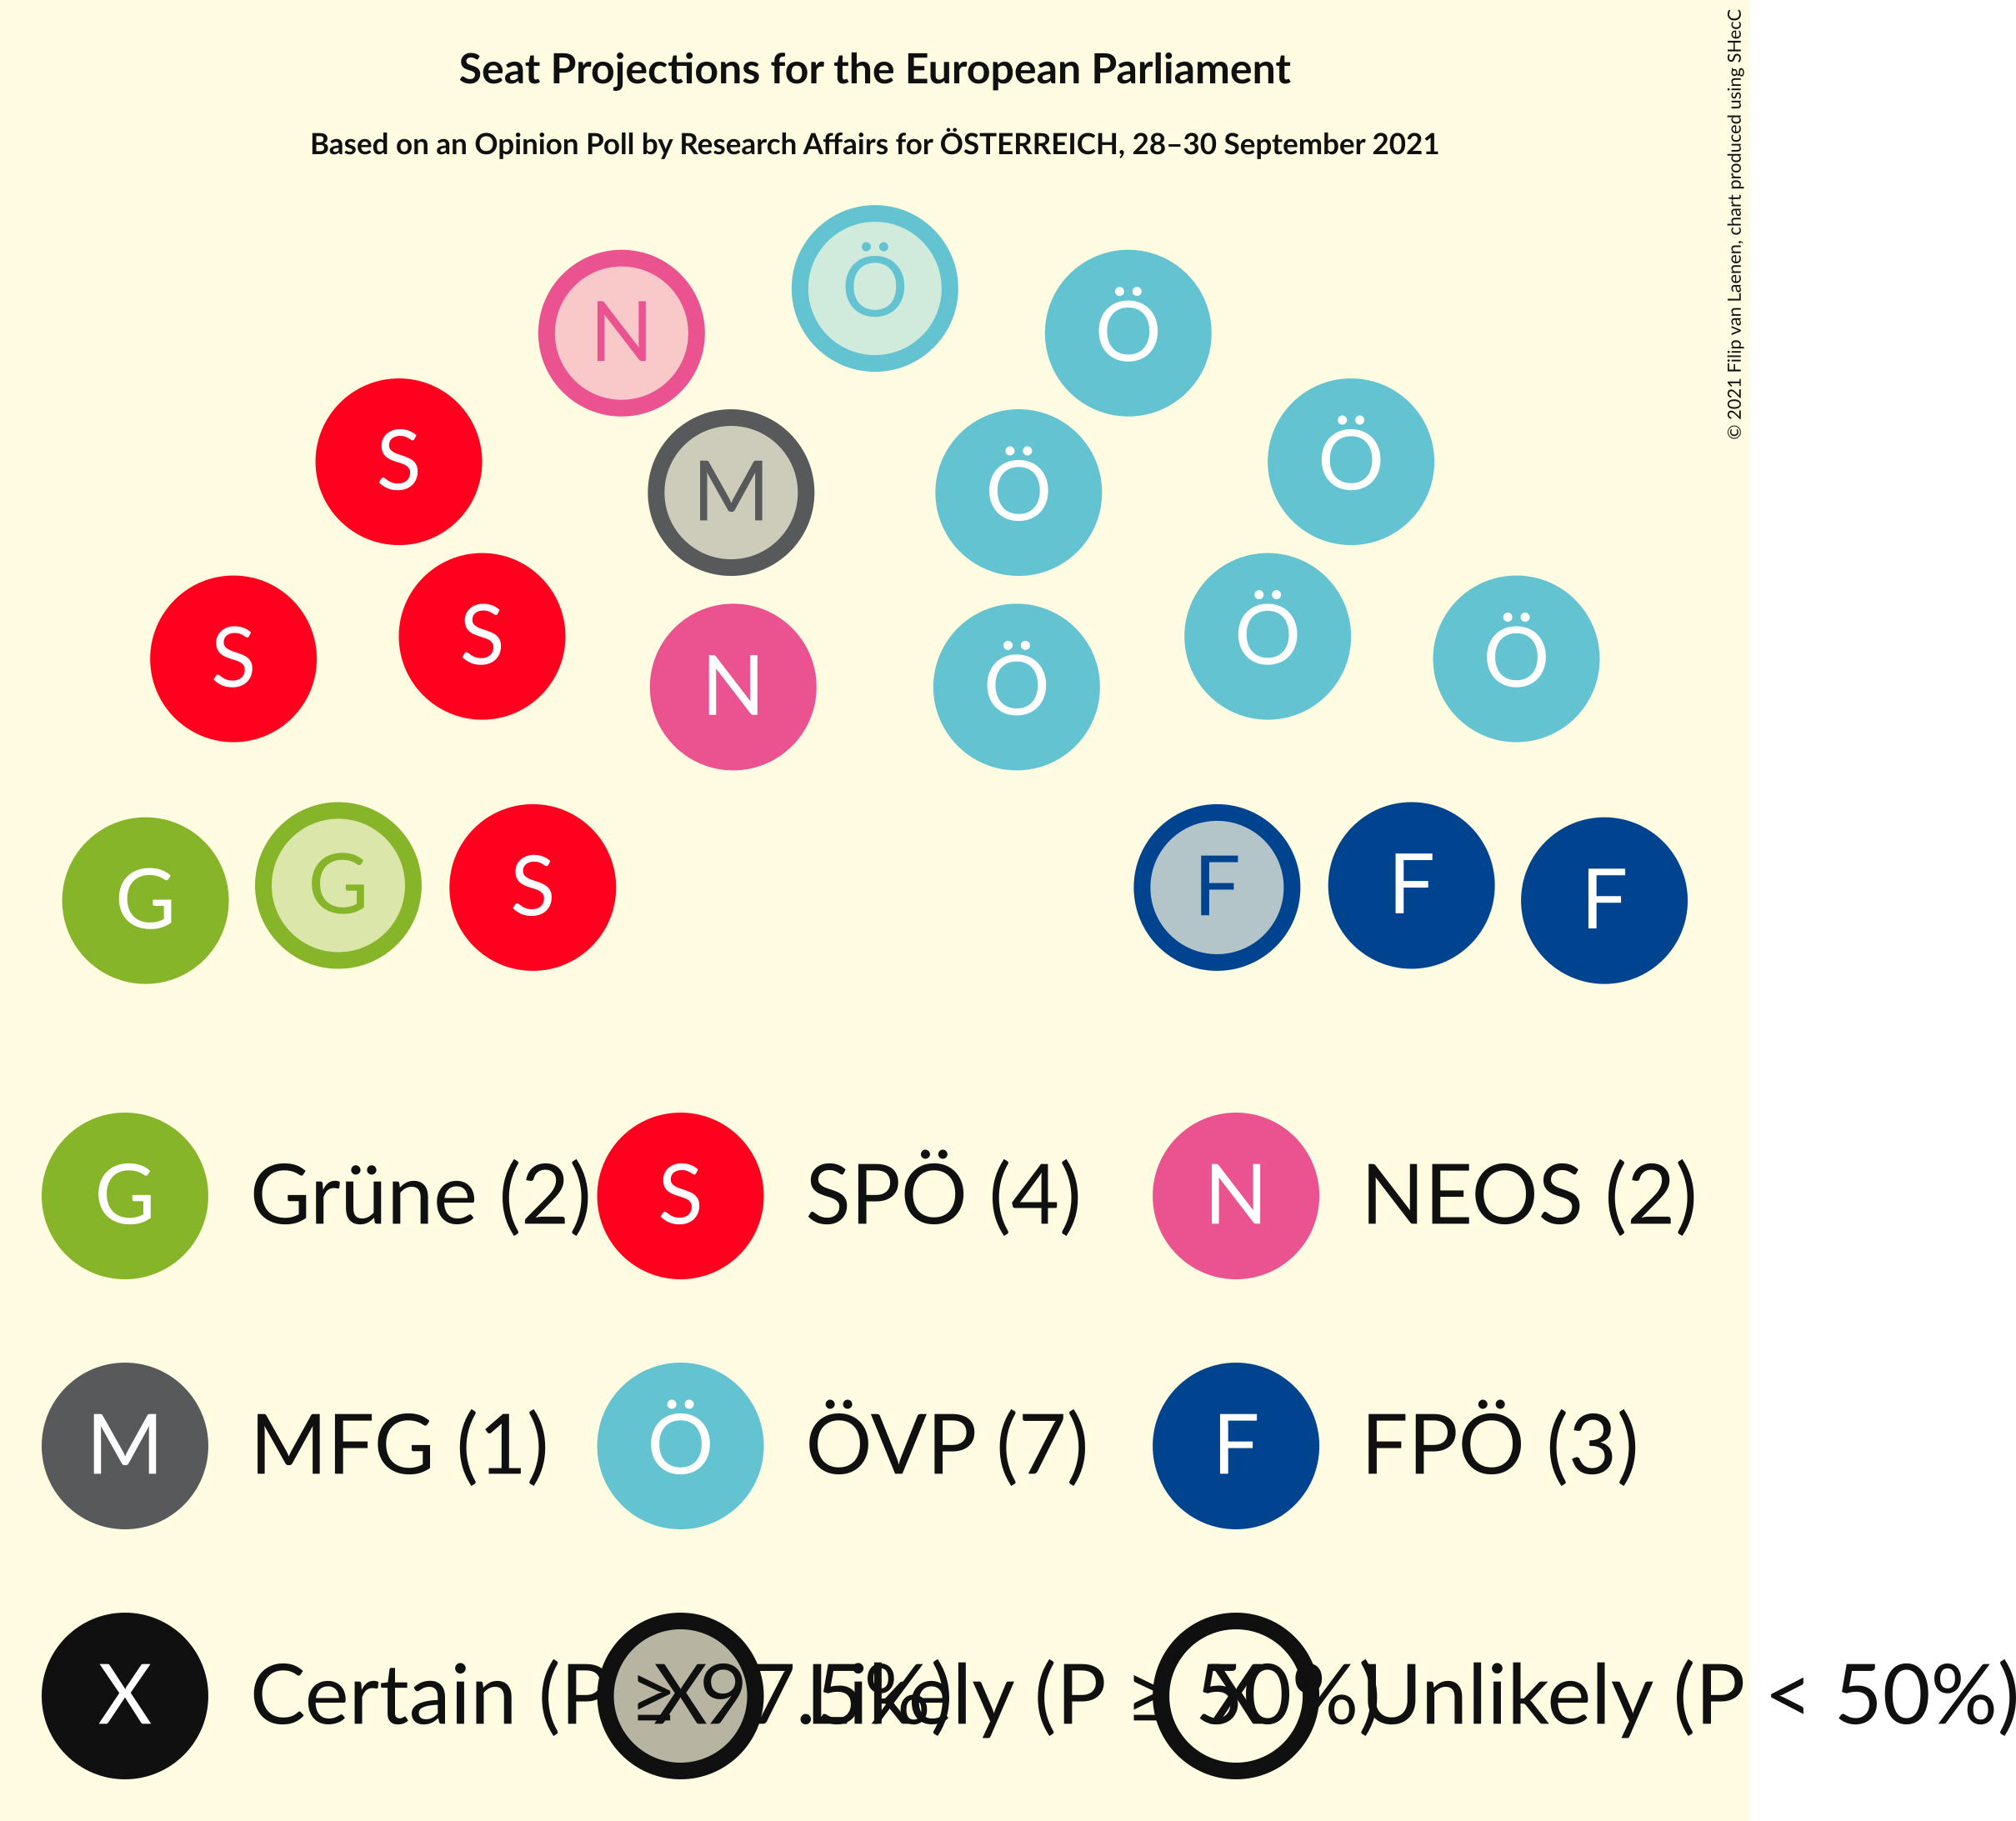 Seat Projections for the European Parliament
Based on an Opinion Poll by Research Affairs for ÖSTERREICH, 28–30 September 2021
© 2021 Filip van Laenen, chart produced using SHecC
Ö
N Ö
S Ö
M Ö
S S Ö Ö
N Ö
G G S F F F
G Grüne (2) S SPÖ (4) N NEOS (2)
M MFG (1) Ö ÖVP (7) F FPÖ (3)
X Certain (P ≥ 97.5%) X Likely (P ≥ 50%) X Unlikely (P < 50%)